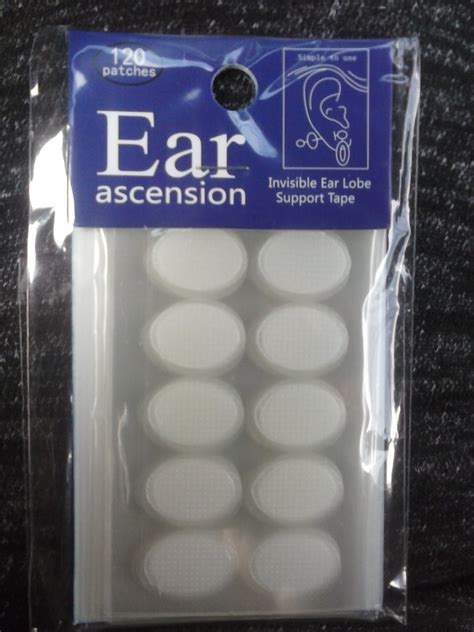 120
patches
Simple to use
Ear
ascension
Invisible Ear Lobe
Support Tape